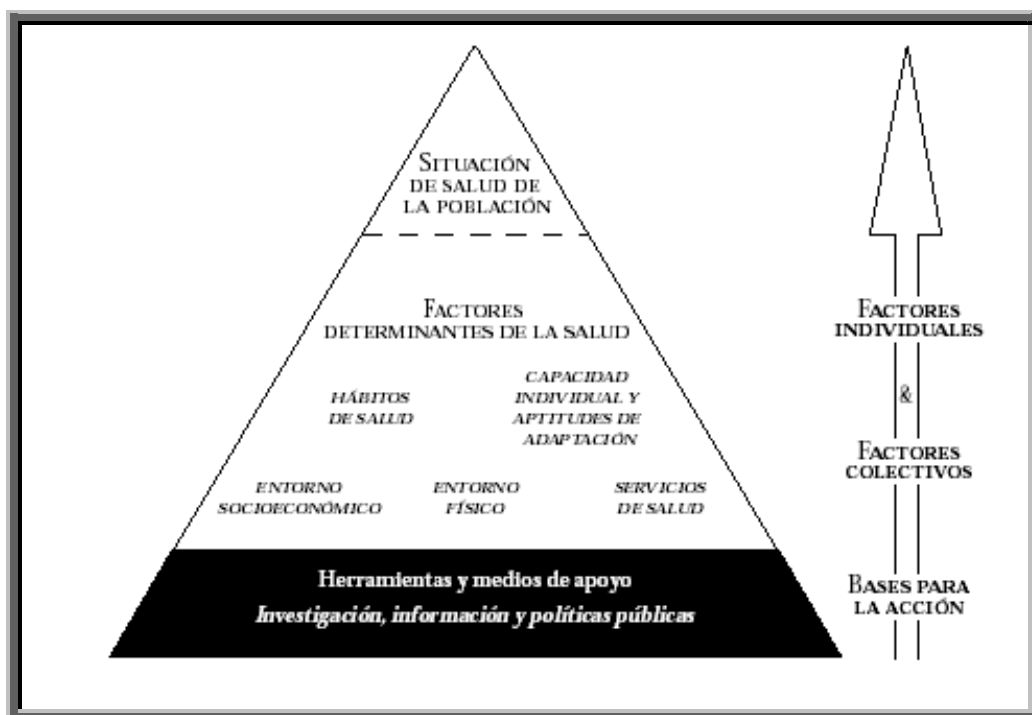 SITUACIÓN
DE SALUD DE
LA POBLACIÓN
FACTORES
DETERMINANTES DE LA SALUD
HÁBITOS
DE SALUD
CAPACIDAD
INDIVIDUAL Y
APTITUDES DE
ADAPTACIÓN
ENTORNO
SOCIOECONÓMICO
ENTORNO
FÍSICO
SERVICIOS
DE SALUD
Herramientas y medios de apoyo
Investigación, información y políticas públicas
FACTORES
INDIVIDUALES
&
FACTORES
COLECTIVOS
BASES PARA
LA ACCIÓN